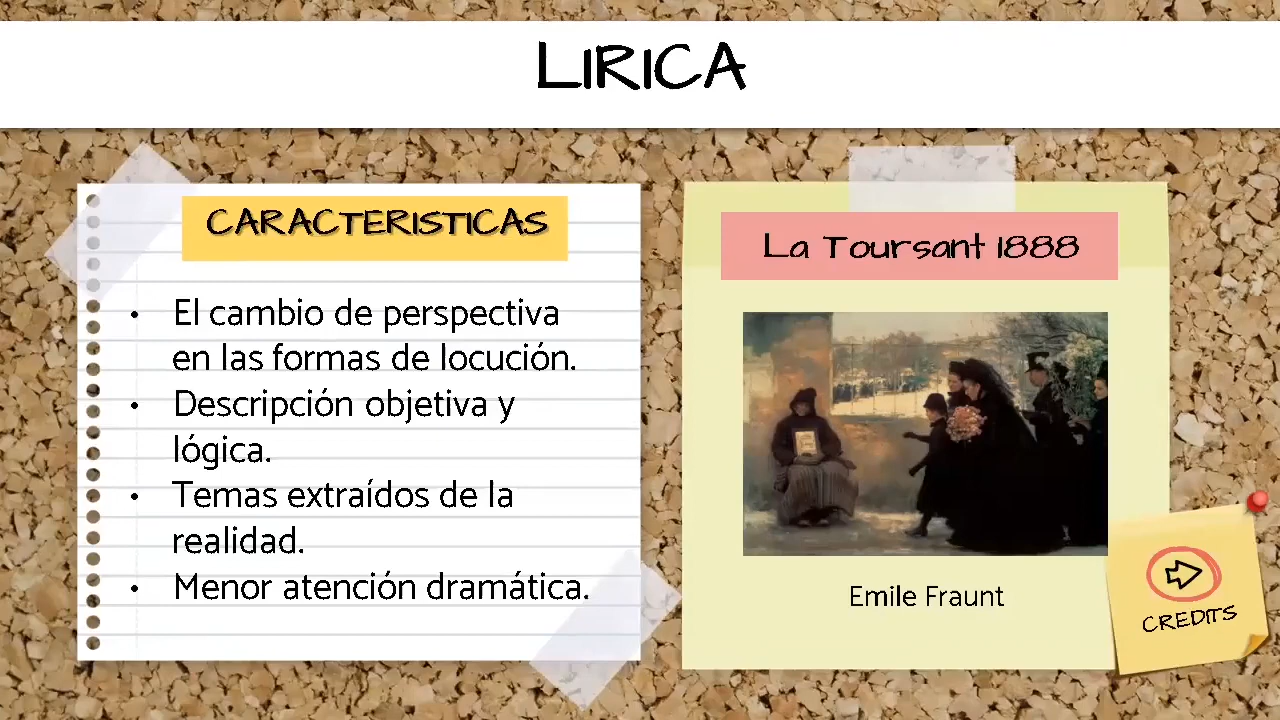 LIRICA
CARACTERISTICAS
• El cambio de perspectiva
en las formas de locución.
• Descripción objetiva y
lógica.
• Temas extraídos de la
realidad.
• Menor atención dramática.
La Toursant 1888
Emile Fraunt
CREDITS